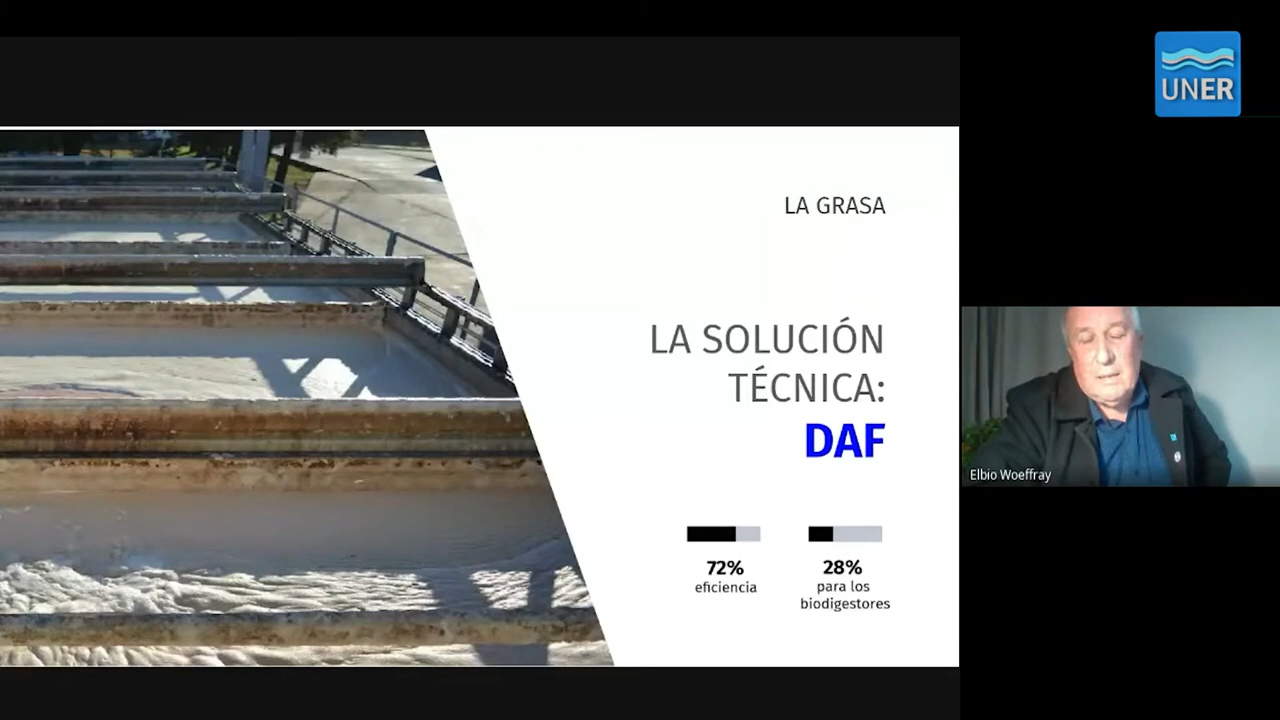 UNER
LA GRASA
LA SOLUCIÓN
TÉCNICA:
DAF
72%
eficiencia
28%
para los
biodigestores
Elbio Woeffray